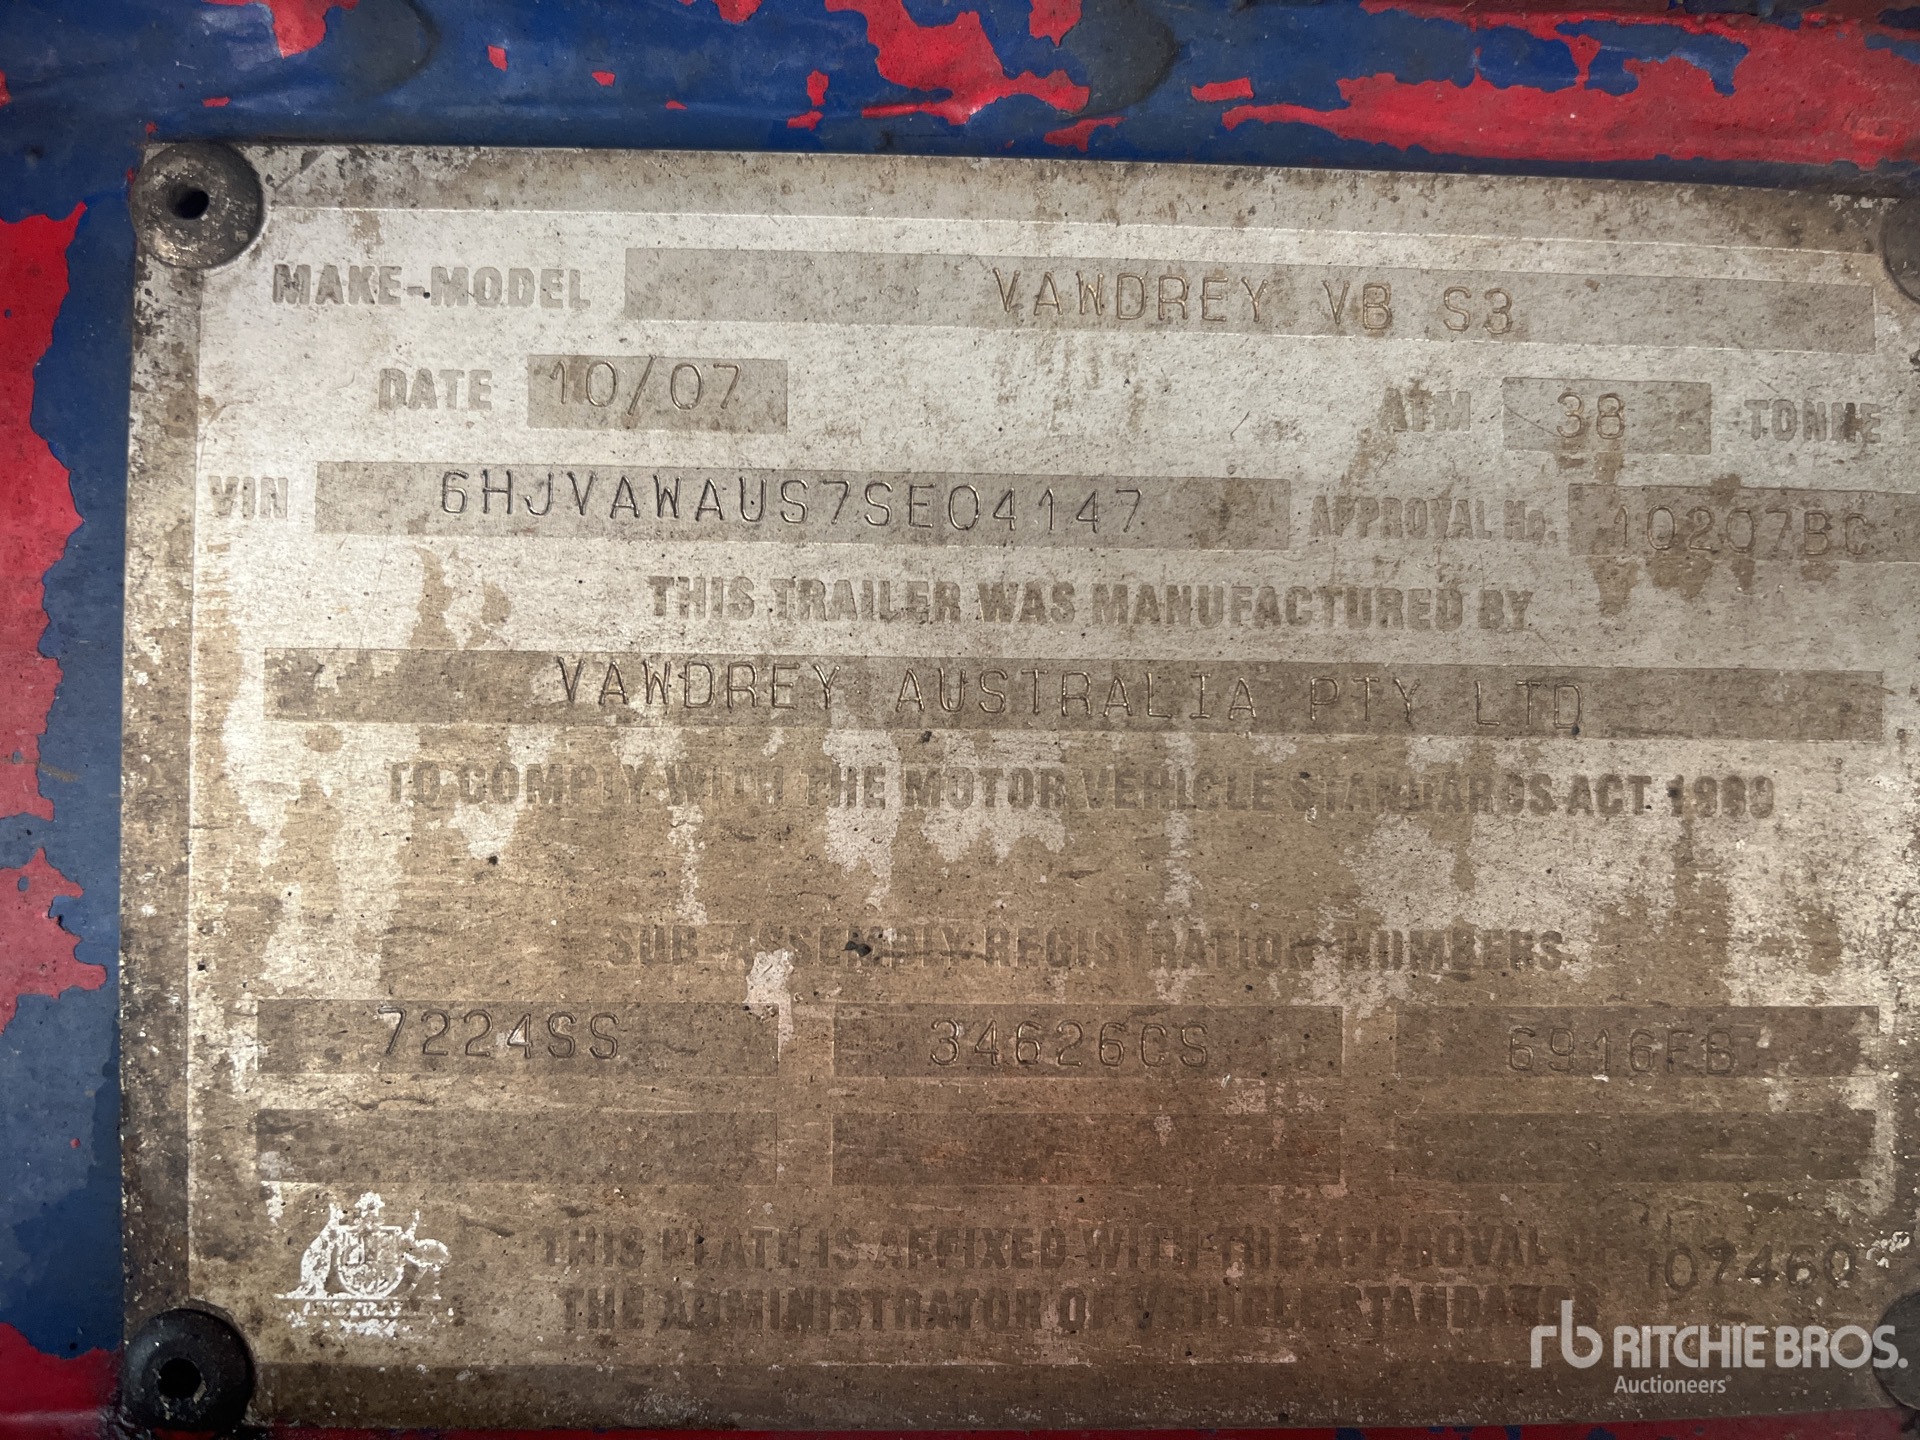 MAKE-MODEL VAWDREY VB S3
DATE 10/07 ATM 38 TONNE
VIN 6HJVAWAUS7SE04147 APPROVAL No. 10207BC
THIS TRAILER WAS MANUFACTURED BY
VAWDREY AUSTRALIA PTY LTD
TO COMPLY WITH THE MOTOR VEHICLE STANDARDS ACT 1989
SUB-ASSEMBLY REGISTRATION NUMBERS
7224SS 34626CS 6916FB
THIS PLATE IS AFFIXED WITH THE APPROVAL
THE ADMINISTRATOR OF VEHICLE STANDARDS
107460
rb RITCHIE BROS.
Auctioneers